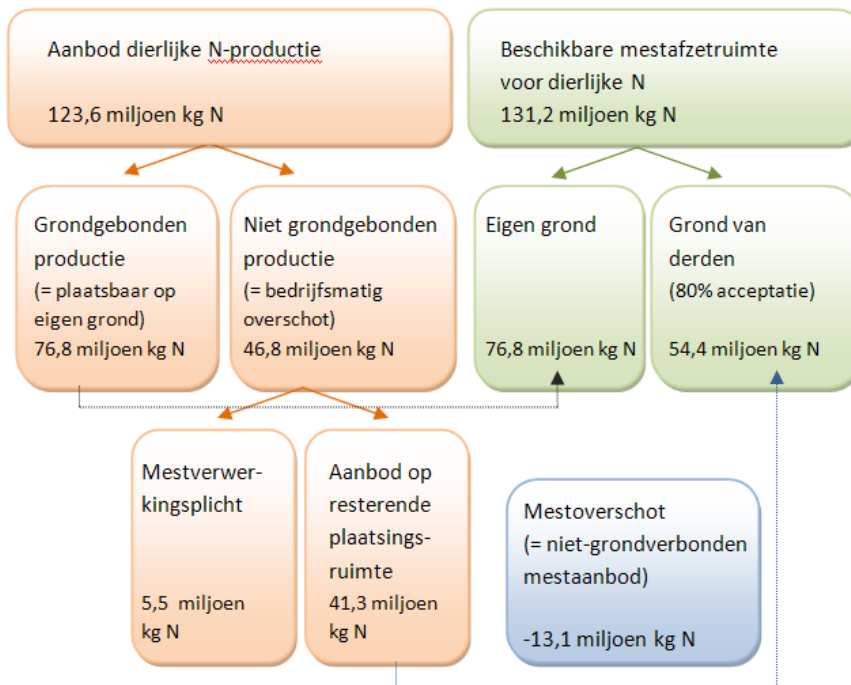 Aanbod dierlijke N-productie
123,6 miljoen kg N
Beschikbare mestafzetruimte
voor dierlijke N
131,2 miljoen kg N
Grondgebonden
productie
(= plaatsbaar op
eigen grond)
76,8 miljoen kg N
Niet grondgebonden
productie
(= bedrijfsmatig
overschot)
46,8 miljoen kg N
Eigen grond
76,8 miljoen kg N
Grond van
derden
(80% acceptatie)
54,4 miljoen kg N
Mestverwer-
kingsplicht
5,5 miljoen
kg N
Aanbod op
resterende
plaatsings-
ruimte
41,3 miljoen
kg N
Mestoverschot
(= niet-grondverbonden
mestaanbod)
-13,1 miljoen kg N